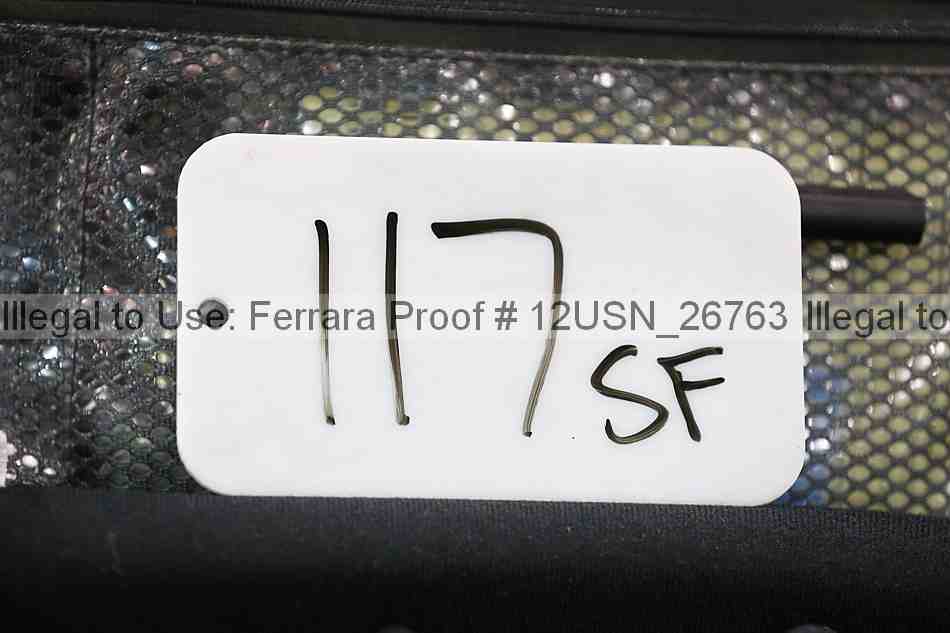 117
SF
Illegal to Use: Ferrara Proof # 12USN_26763 Illegal to